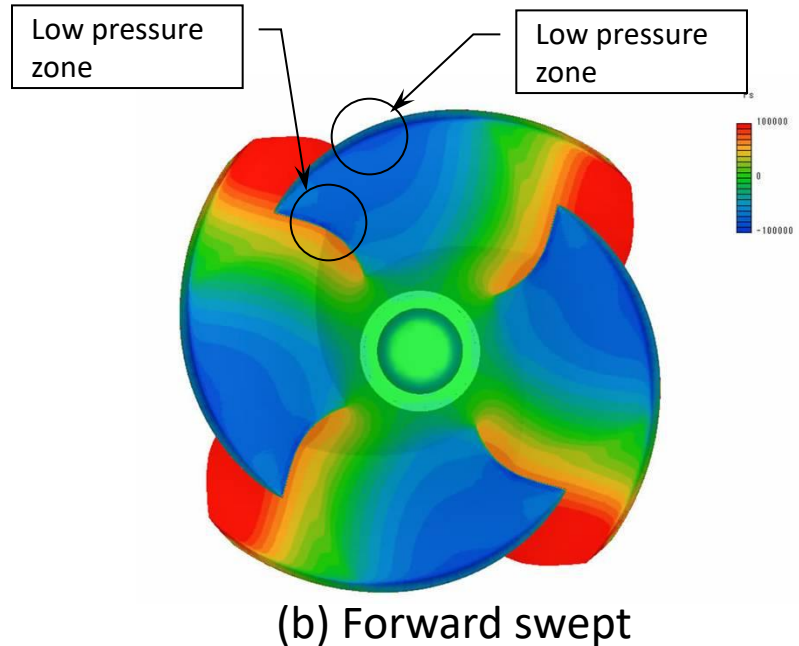 Low pressure
zone
Low pressure
zone
100000
0
-100000
(b) Forward swept